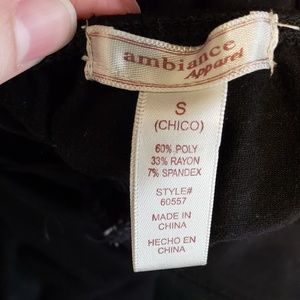 ambiance
Apparel
S
(CHICO)
60% POLY
33% RAYON
7% SPANDEX
STYLE#
60557
MADE IN
CHINA
HECHO EN
CHINA